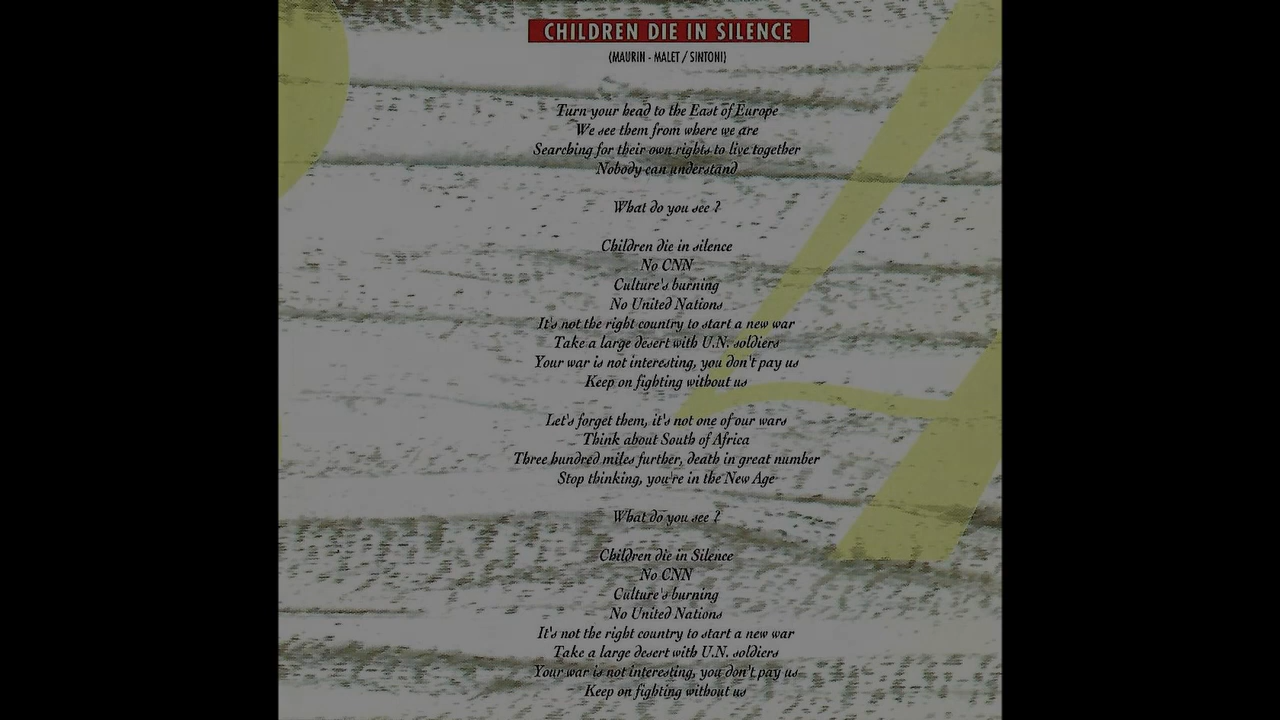 CHILDREN DIE IN SILENCE
(MAURIN - MALET / SINTONI)
Turn your head to the East of Europe
We see them from where we are
Searching for their own rights to live together
Nobody can understand
What do you see ?
Children die in silence
No CNN
Culture's burning
No United Nations
It's not the right country to start a new war
Take a large desert with U.N. soldiers
Your war is not interesting, you don't pay us
Keep on fighting without us
Let's forget them, it's not one of our wars
Think about South of Africa
Three hundred miles further, death in great number
Stop thinking, you're in the New Age
What do you see ?
Children die in Silence
No CNN
Culture's burning
No United Nations
It's not the right country to start a new war
Take a large desert with U.N. soldiers
Your war is not interesting, you don't pay us
Keep on fighting without us